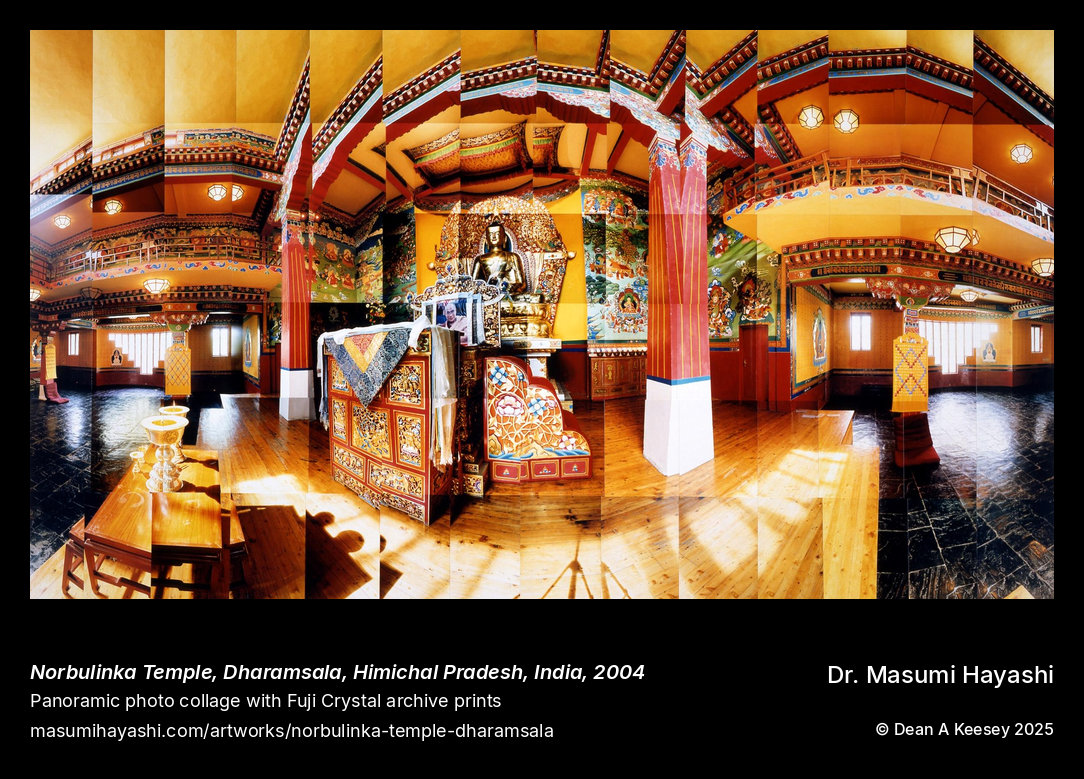 Norbulinka Temple, Dharamsala, Himichal Pradesh, India, 2004
Panoramic photo collage with Fuji Crystal archive prints
masumihayashi.com/artworks/norbulinka-temple-dharamsala
Dr. Masumi Hayashi
© Dean A Keesey 2025